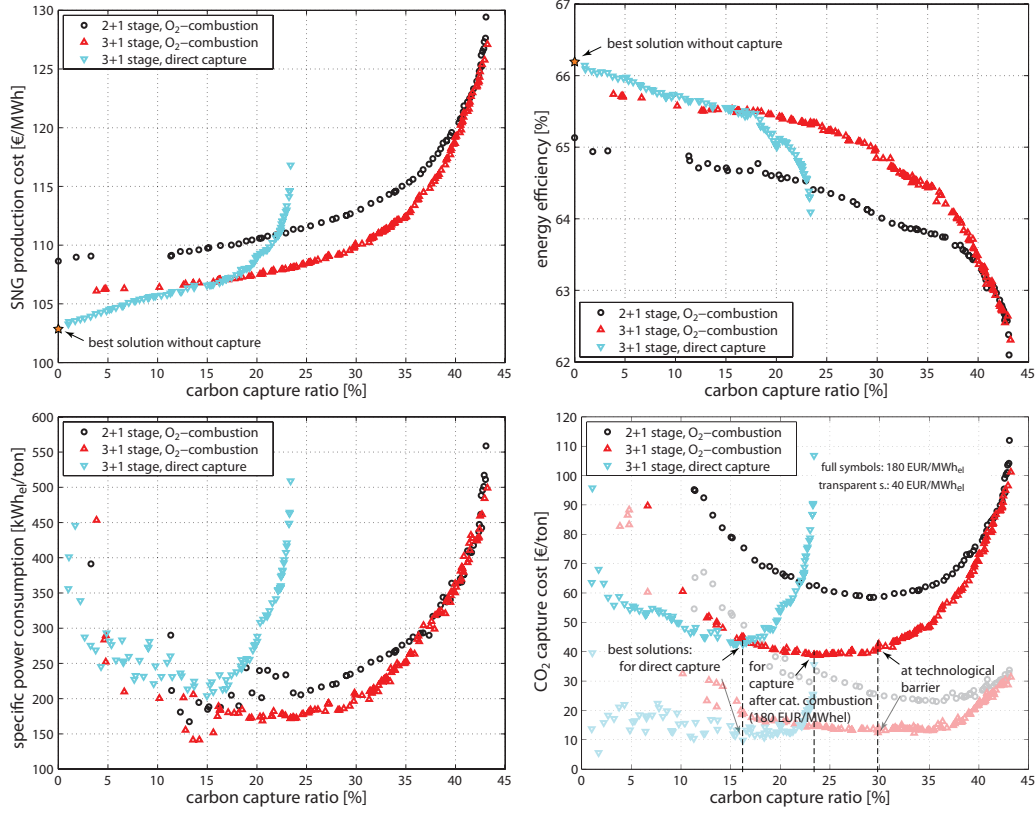 130
125
120
115
110
105
100
SNG production cost [€/MWh]
2+1 stage, O₂−combustion
3+1 stage, O₂−combustion
3+1 stage, direct capture
best solution without capture
0 5 10 15 20 25 30 35 40 45
carbon capture ratio [%]
66
65
64
63
62
energy efficiency [%]
best solution without capture
2+1 stage, O₂−combustion
3+1 stage, O₂−combustion
3+1 stage, direct capture
0 5 10 15 20 25 30 35 40 45
carbon capture ratio [%]
600
550
500
450
400
350
300
250
200
150
100
specific power consumption [kWhₑₗ/ton]
2+1 stage, O₂−combustion
3+1 stage, O₂−combustion
3+1 stage, direct capture
0 5 10 15 20 25 30 35 40 45
carbon capture ratio [%]
120
110
100
90
80
70
60
50
40
30
20
10
0
CO₂ capture cost [€/ton]
2+1 stage, O₂−combustion
3+1 stage, O₂−combustion
3+1 stage, direct capture
full symbols: 180 EUR/MWhₑₗ
transparent s.: 40 EUR/MWhₑₗ
best solutions:
for direct capture
for
capture
after cat. combustion
(180 EUR/MWhel)
at technological
barrier
0 5 10 15 20 25 30 35 40 45
carbon capture ratio [%]